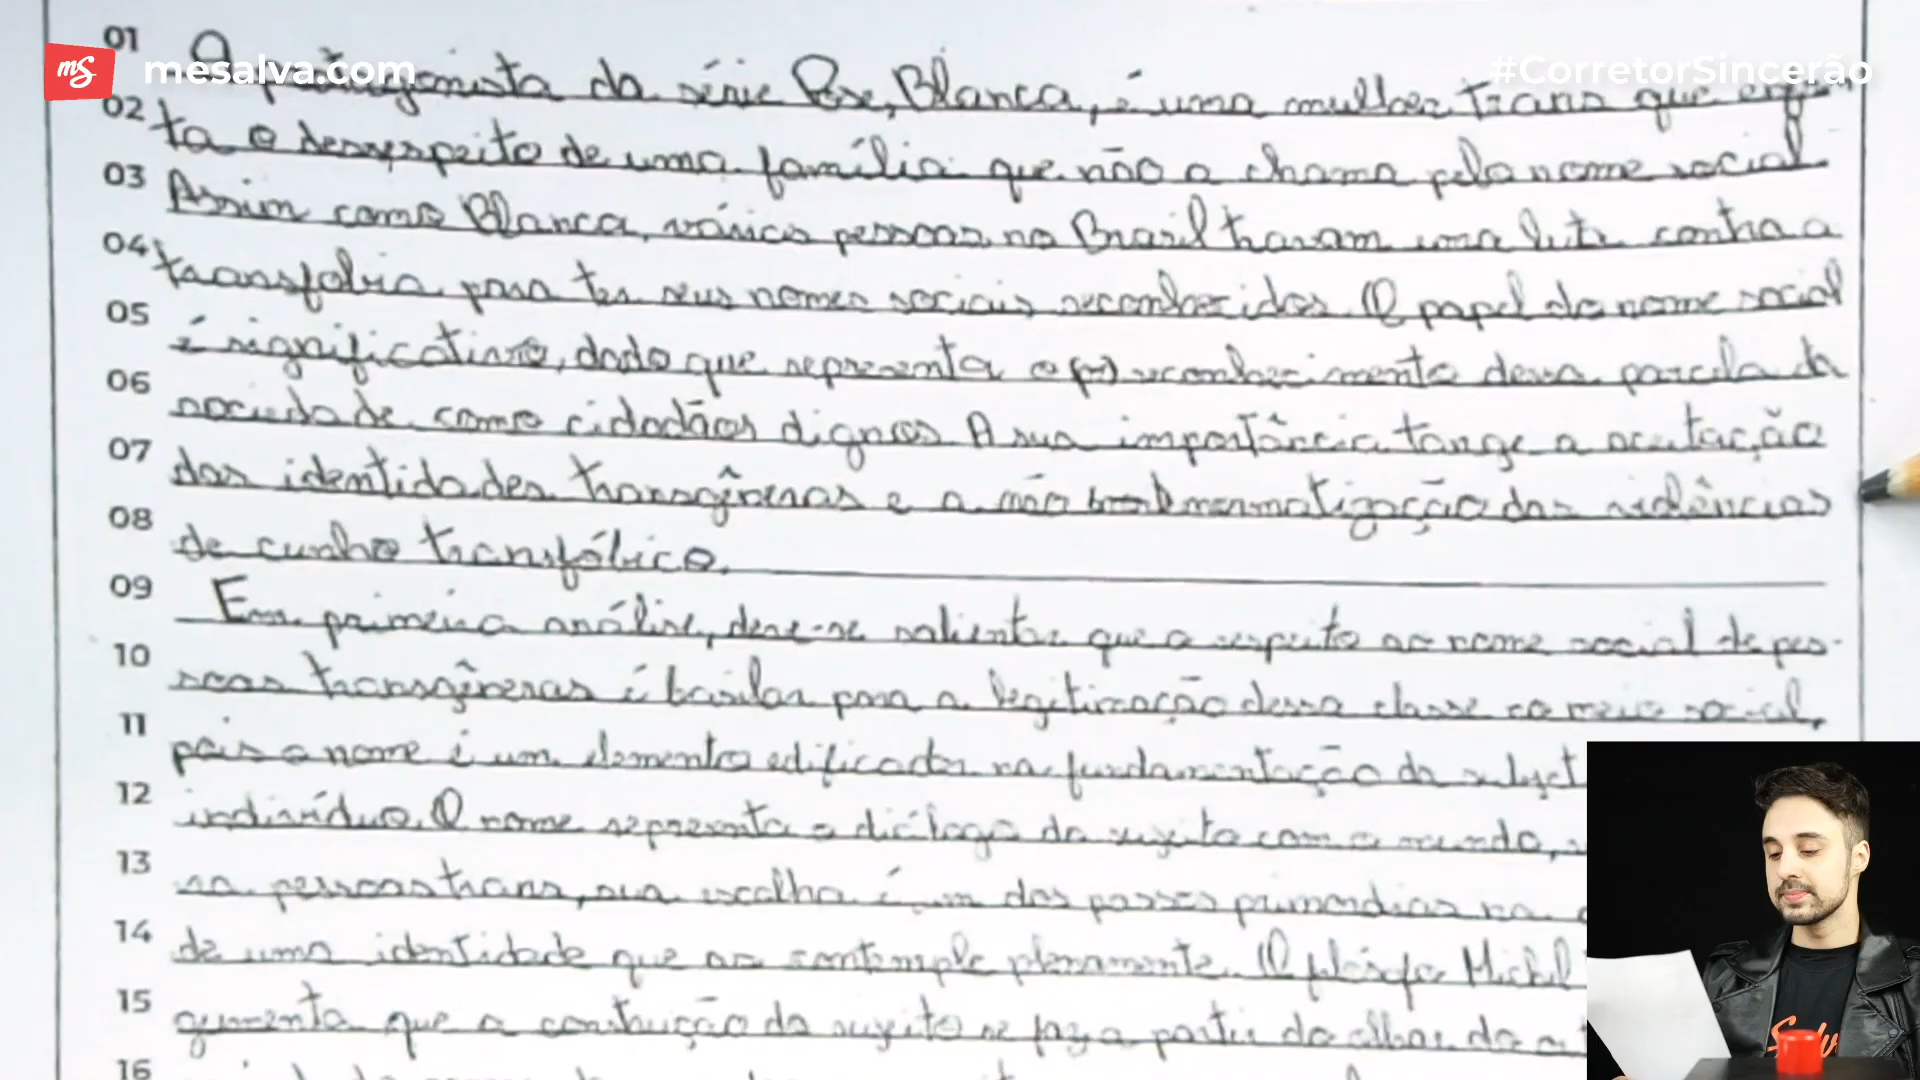 01 O protagonista da série Pose, Blanca, é uma mulher trans que
mesalva.com
#CorretorSincerão
02 ta o desrespeito de uma família que não a chama pelo nome social
03 Assim como Blanca, várias pessoas no Brasil travam uma luta contra a
04 transfobia para ter seus nomes sociais reconhecidos. O papel do nome social
05 é significativo, dado que representa o reconhecimento dessa parcela da
06 sociedade como cidadãos dignos. A sua importância tange a aceitação
07 das identidades transgêneras e a não normatização das violências
08 de cunho transfóbico.
09 Em primeira análise, deve-se salientar que o respeito ao nome social de pes-
10 soas transgêneras é basilar para a legitimação dessa classe no meio social,
11 pois o nome é um elemento edificador na fundamentação da
12 indivíduo. O nome representa o diálogo do sujeito com o mundo,
13 sa pessoas trans, sua escolha é um dos passos primordiais na
14 de uma identidade que as contemple plenamente. O filósofo Michel
15 gumenta que a construção do sujeito se faz a partir do olhar do
16